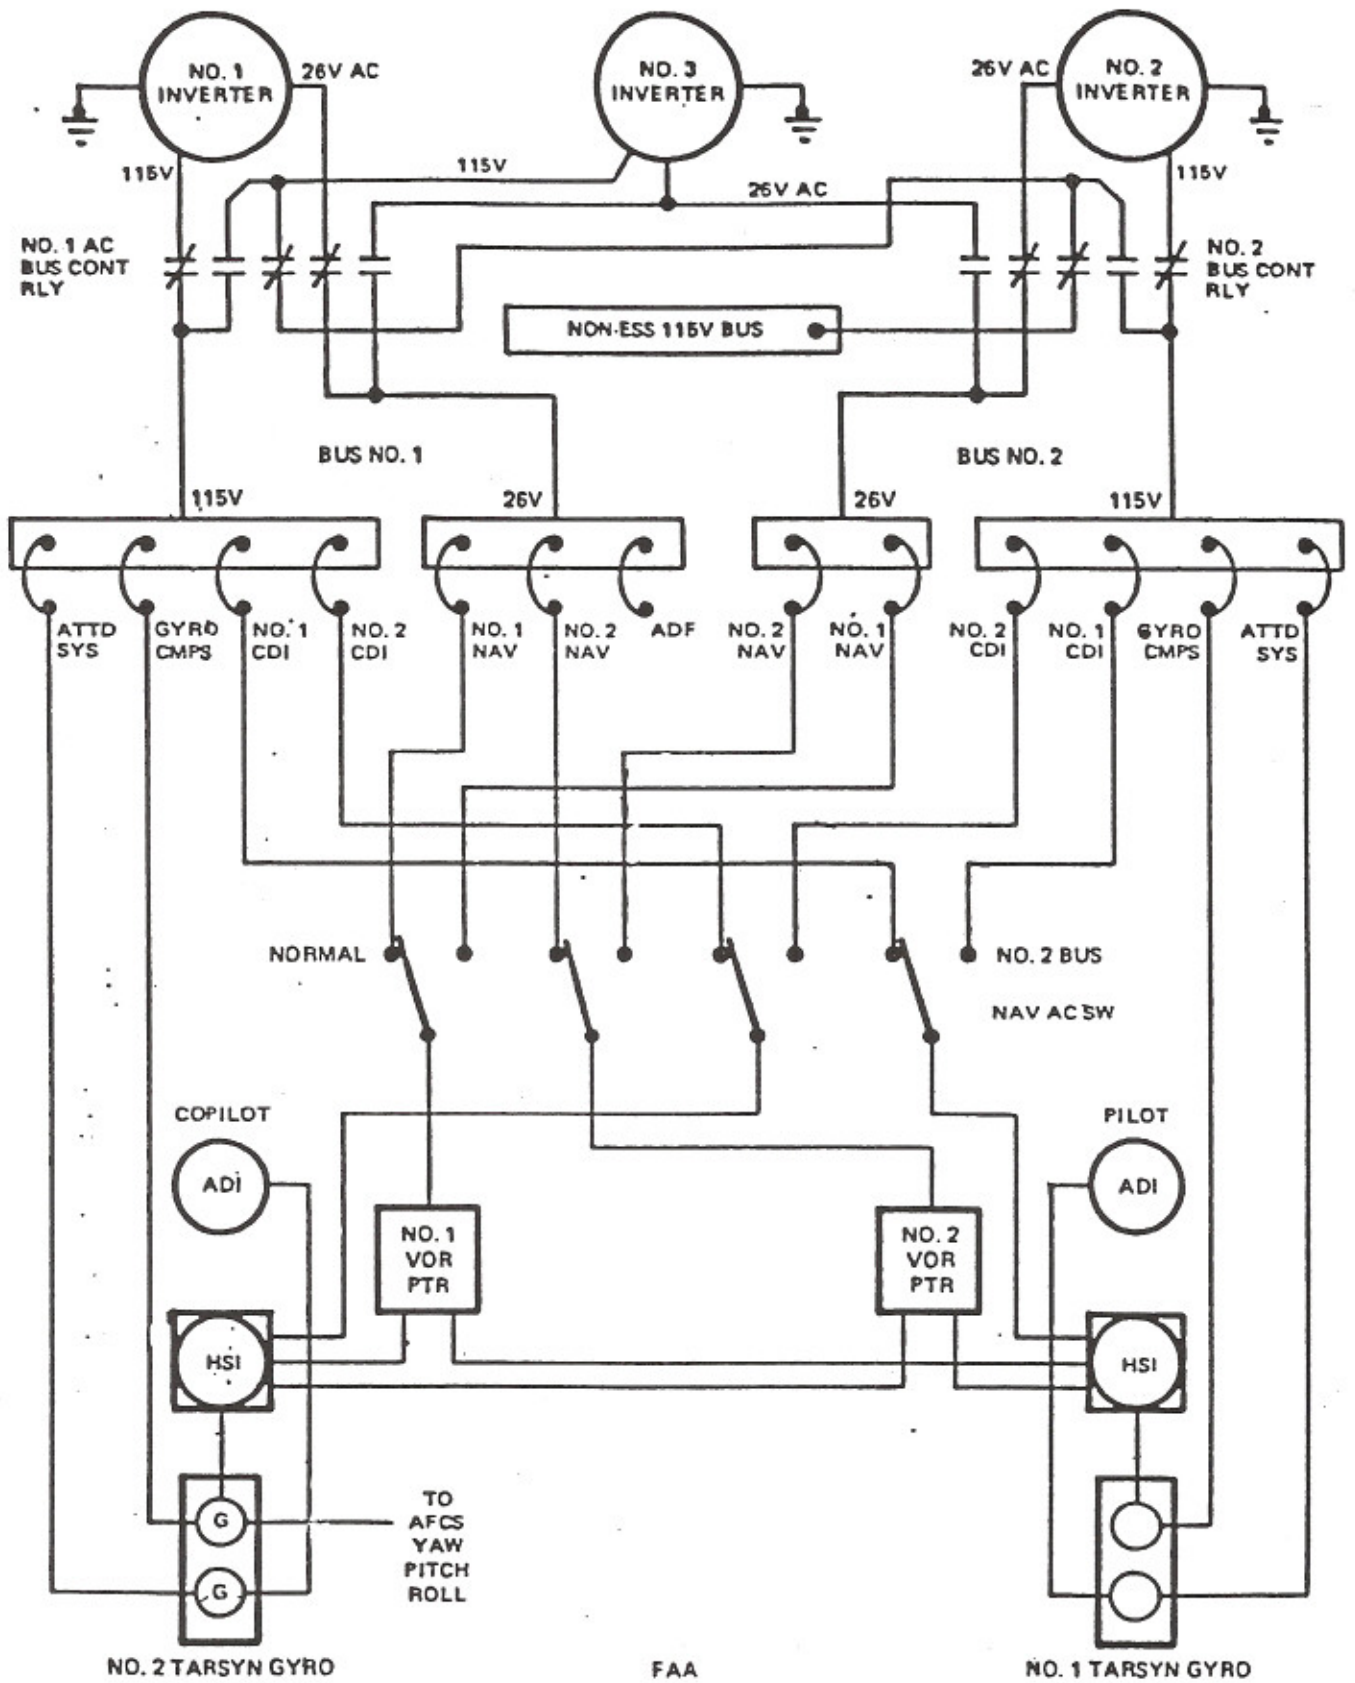 NO. 1
INVERTER
26V AC
NO. 3
INVERTER
26V AC
NO. 2
INVERTER
115V
115V
26V AC
115V
NO. 1 AC
BUS CONT
RLY
NO. 2
BUS CONT
RLY
NON-ESS 115V BUS
BUS NO. 1
BUS NO. 2
115V
26V
26V
115V
ATTD
SYS
GYRO
CMPS
NO. 1
CDI
NO. 2
CDI
NO. 1
NAV
NO. 2
NAV
ADF
NO. 2
NAV
NO. 1
NAV
NO. 2
CDI
NO. 1
CDI
GYRO
CMPS
ATTD
SYS
NORMAL
NO. 2 BUS
NAV AC SW
COPILOT
PILOT
ADI
ADI
NO. 1
VOR
PTR
NO. 2
VOR
PTR
HSI
HSI
G
G
TO
AFCS
YAW
PITCH
ROLL
NO. 2 TARSYN GYRO
FAA
NO. 1 TARSYN GYRO